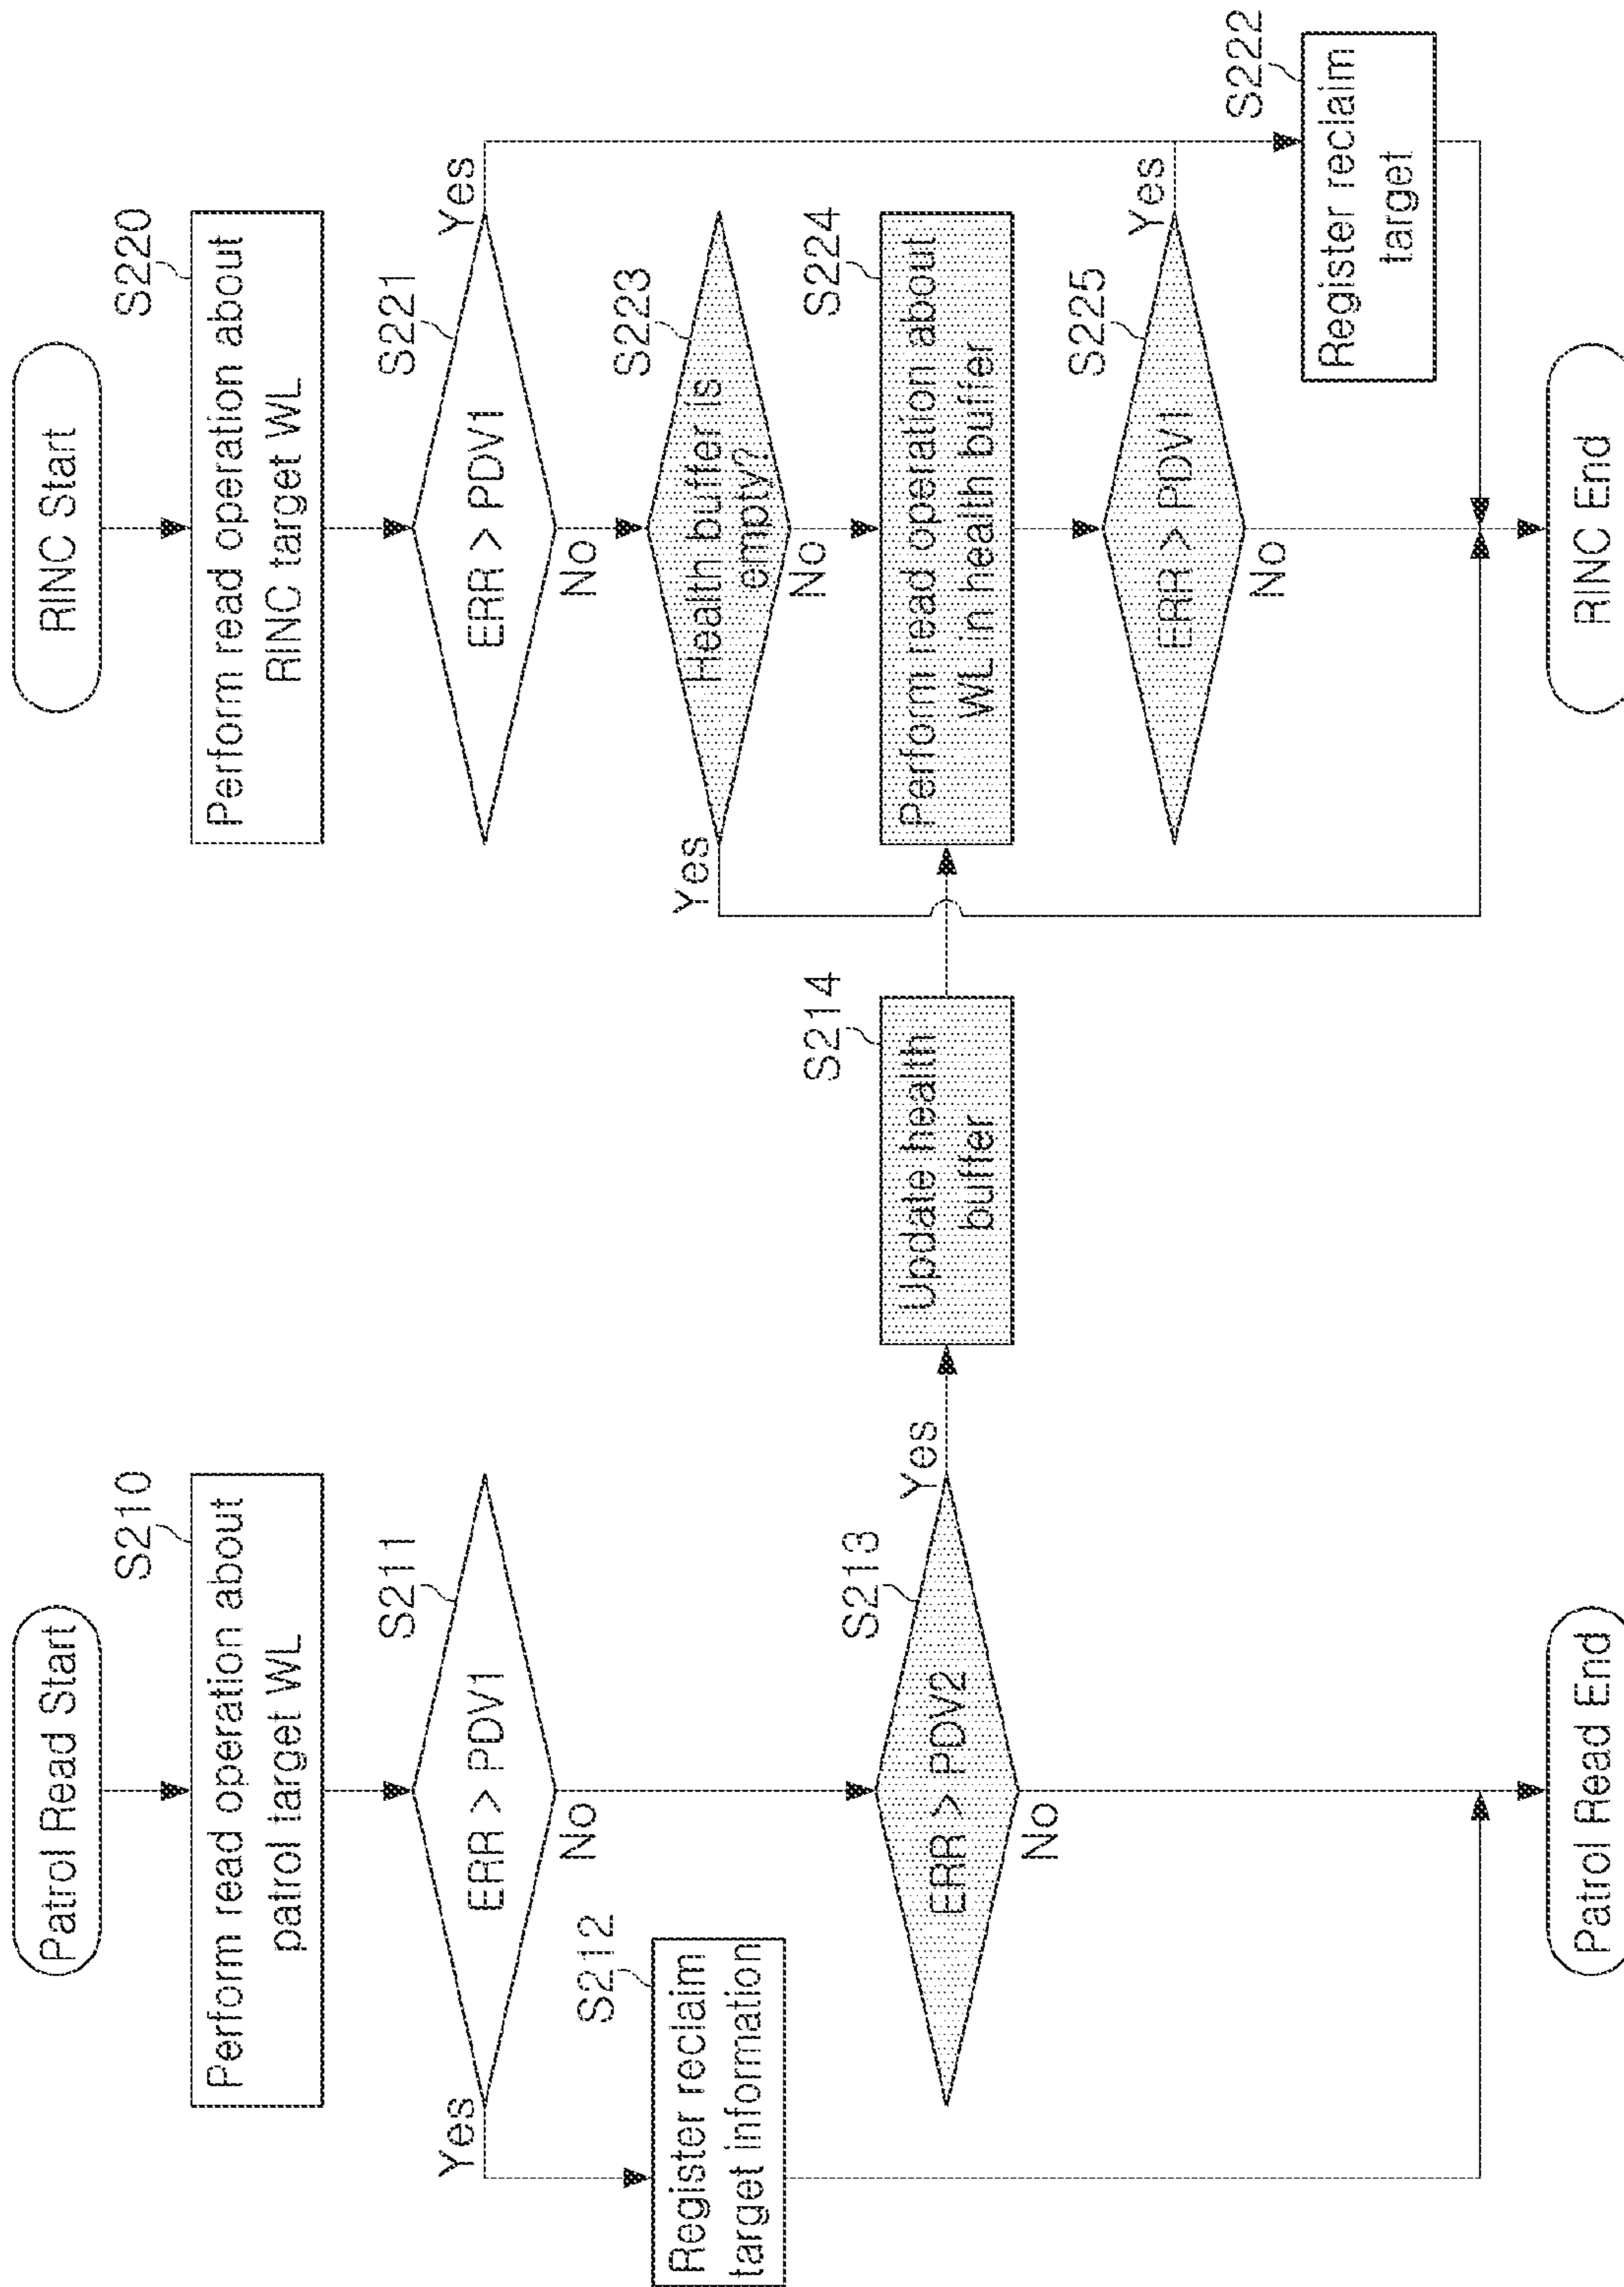 Patrol Read Start
S210
Perform read operation about
patrol target WL
S211
ERR > PDV1
Yes
No
S212
Register reclaim
target information
S213
ERR > PDV2
Yes
No
S214
Update health
buffer
Patrol Read End
RINC Start
S220
Perform read operation about
RINC target WL
S221
ERR > PDV1
Yes
No
S223
Health buffer is
empty?
Yes
No
S224
Perform read operation about
WL in health buffer
S225
ERR > PDV1
Yes
No
S222
Register reclaim
target
RINC End